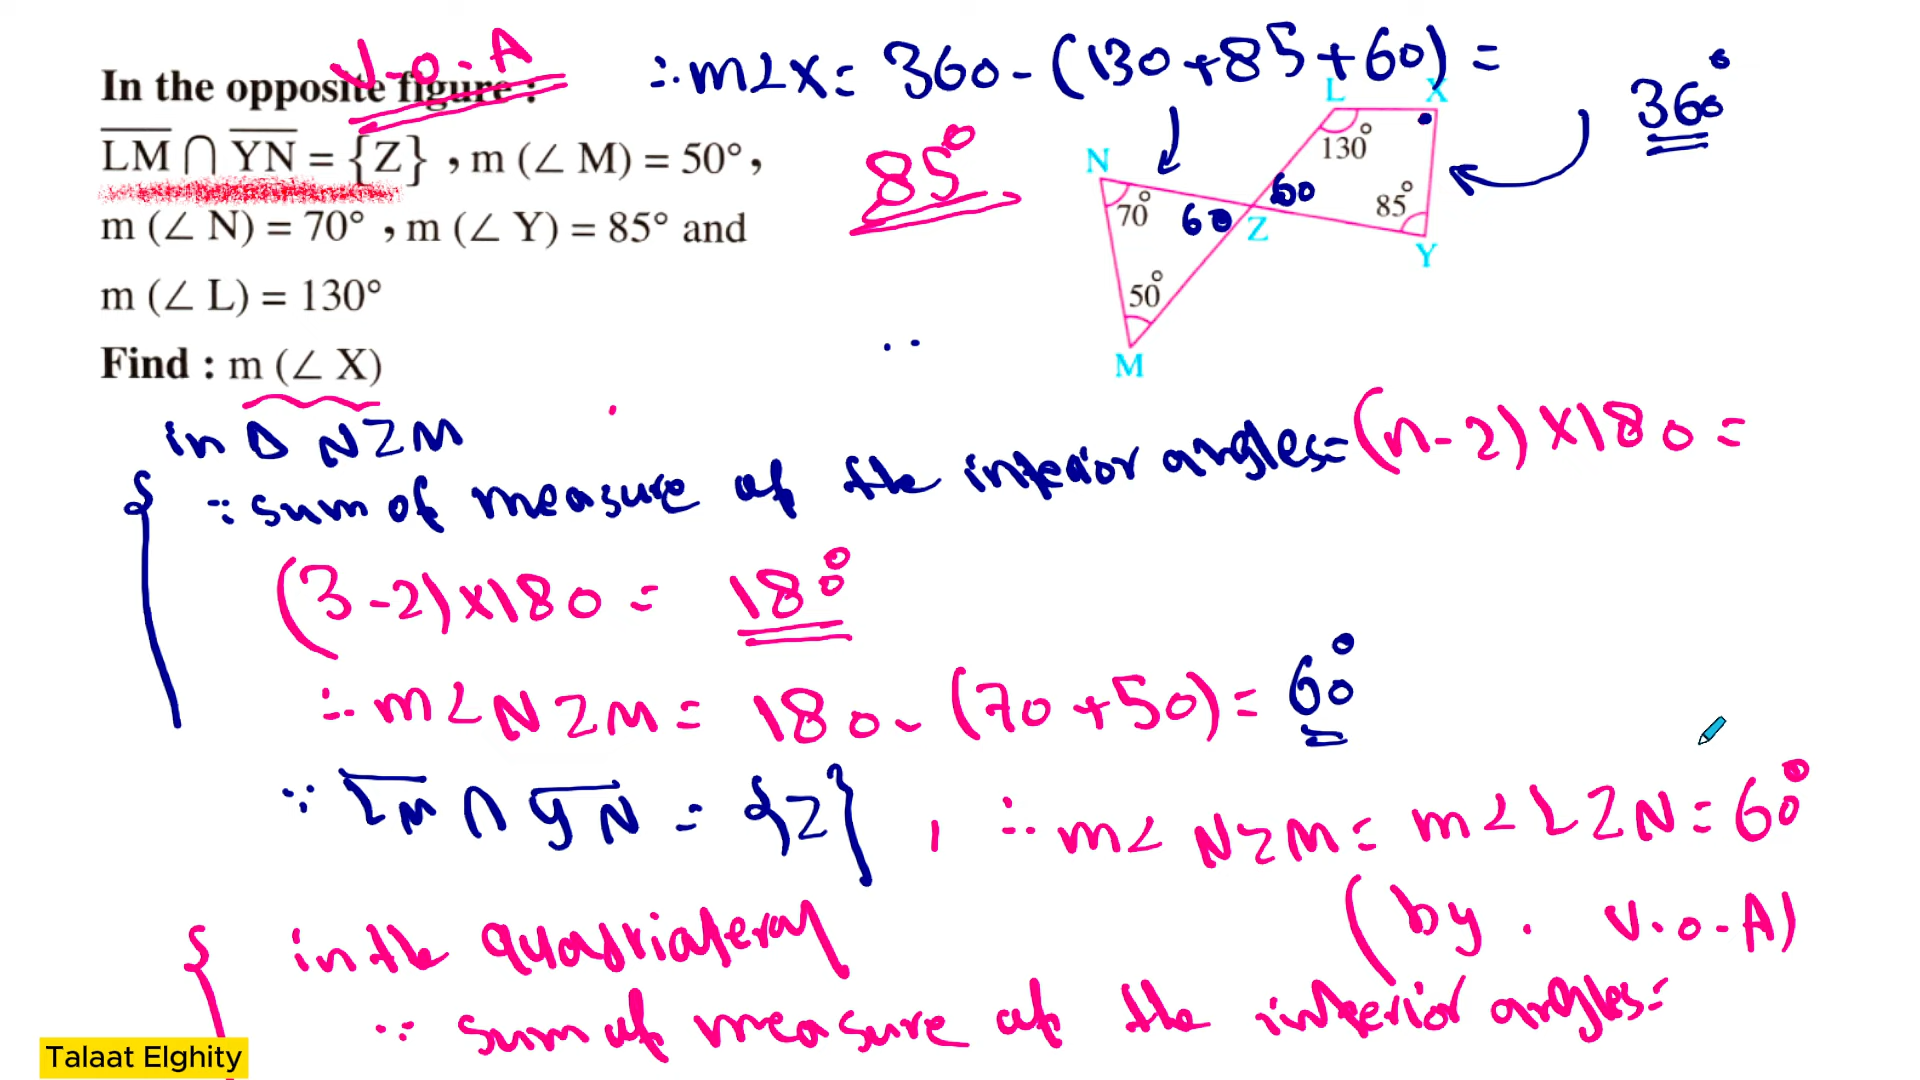 V.O.A
In the opposite figure :
LM ∩ YN = {Z} , m (∠ M) = 50° ,
m (∠ N) = 70° , m (∠ Y) = 85° and
m (∠ L) = 130°
Find : m (∠ X)
∴ m∠X = 360 - (130 + 85 + 60) =
85°
360°
L X
130°
N
70° 60 60 85°
Z Y
50°
M
in Δ NZM
∵ sum of measure of the interior angles = (n-2)×180 =
(3-2)×180 = 180°
∴ m∠NZM = 180 - (70 + 50) = 60°
∵ LM ∩ YN = {Z} , ∴ m∠NZM = m∠LZN = 60°
(by . V.O.A)
in the quadriateral
∵ sum of measure of the interior angles =
Talaat Elghity